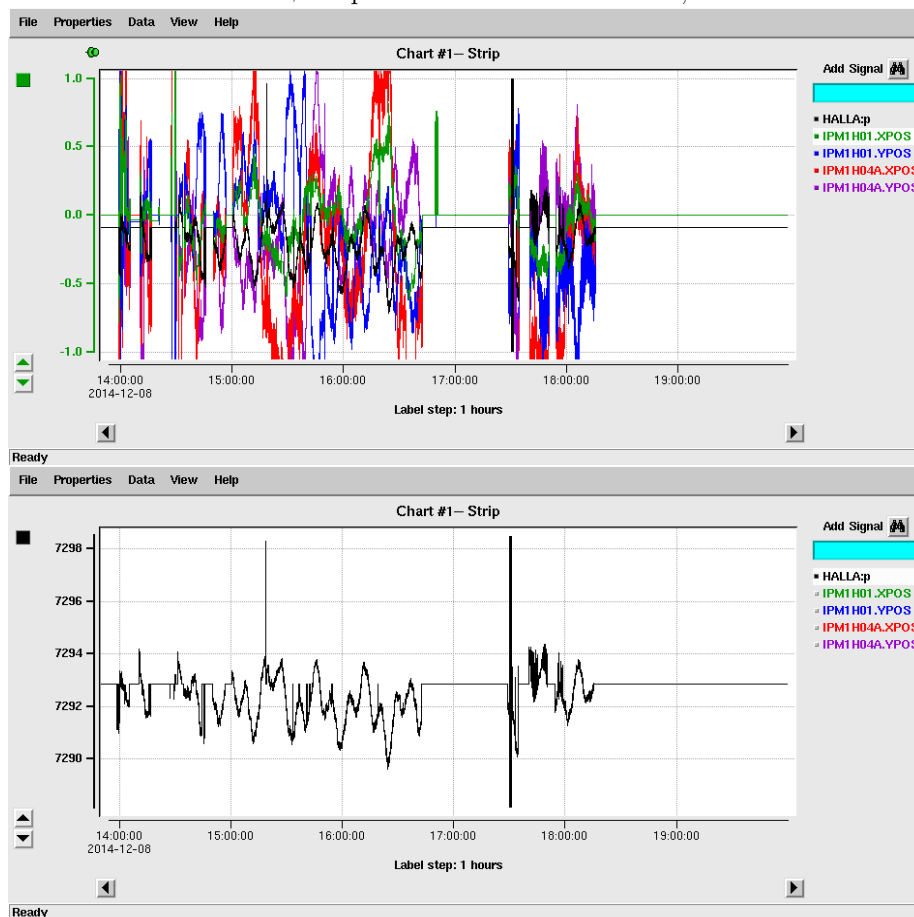 File Properties Data View Help
Chart #1– Strip
Add Signal
1.0
0.5
0.0
-0.5
-1.0
HALLA:p
IPM1H01.XPOS
IPM1H01.YPOS
IPM1H04A.XPOS
IPM1H04A.YPOS
14:00:00 15:00:00 16:00:00 17:00:00 18:00:00 19:00:00
2014-12-08
Label step: 1 hours
Ready
File Properties Data View Help
Chart #1– Strip
Add Signal
7298
7296
7294
7292
7290
HALLA:p
IPM1H01.XPOS
IPM1H01.YPOS
IPM1H04A.XPOS
IPM1H04A.YPOS
14:00:00 15:00:00 16:00:00 17:00:00 18:00:00 19:00:00
2014-12-08
Label step: 1 hours
Ready